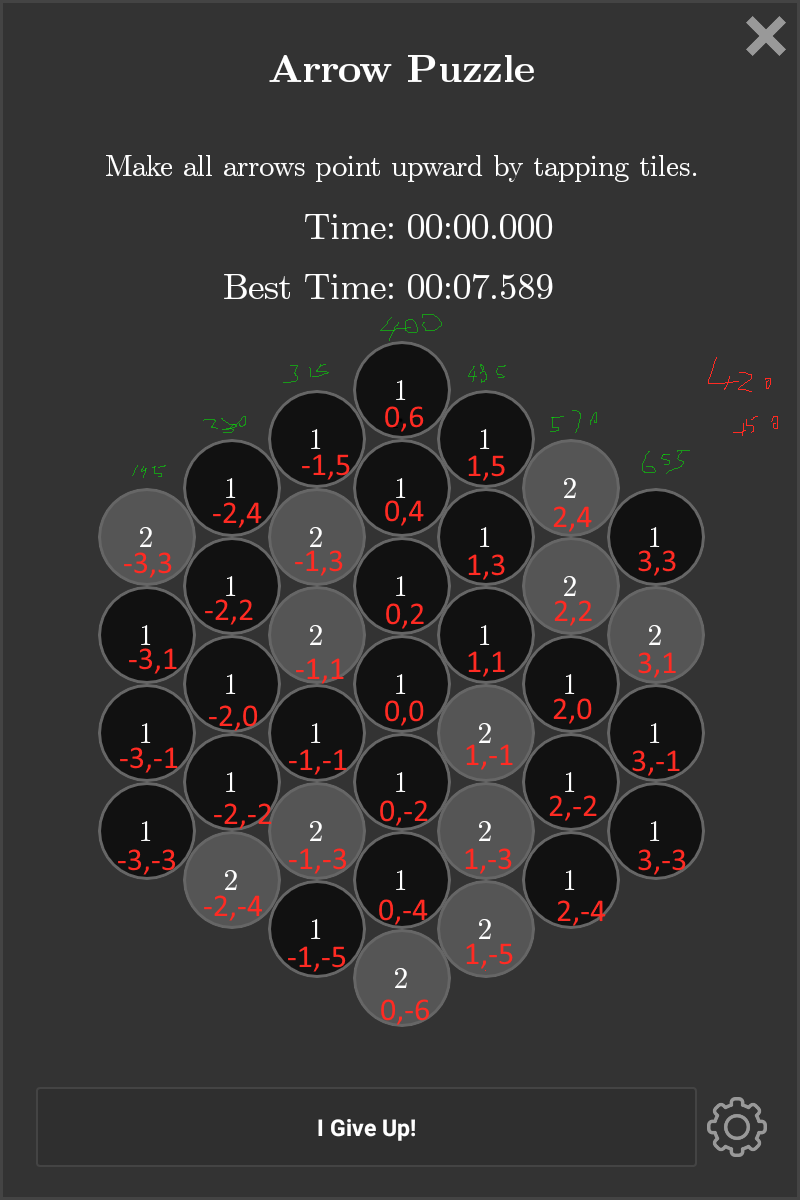 Arrow Puzzle
Make all arrows point upward by tapping tiles.
Time: 00:00.000
Best Time: 00:07.589
400
315 485
420
1
0,6
230 570
+50
1 1
-1,5 1,5
195 655
1 1 2
-2,4 0,4 2,4
2 2 1 1
-3,3 -1,3 1,3 3,3
1 1 2
-2,2 0,2 2,2
1 2 1 2
-3,1 -1,1 1,1 3,1
1 1 1
-2,0 0,0 2,0
1 1 2 1
-3,-1 -1,-1 1,-1 3,-1
1 1 1
-2,-2 0,-2 2,-2
1 2 2 1
-3,-3 -1,-3 1,-3 3,-3
2 1 1
-2,-4 0,-4 2,-4
1 2
-1,-5 1,-5
2
0,-6
I Give Up!